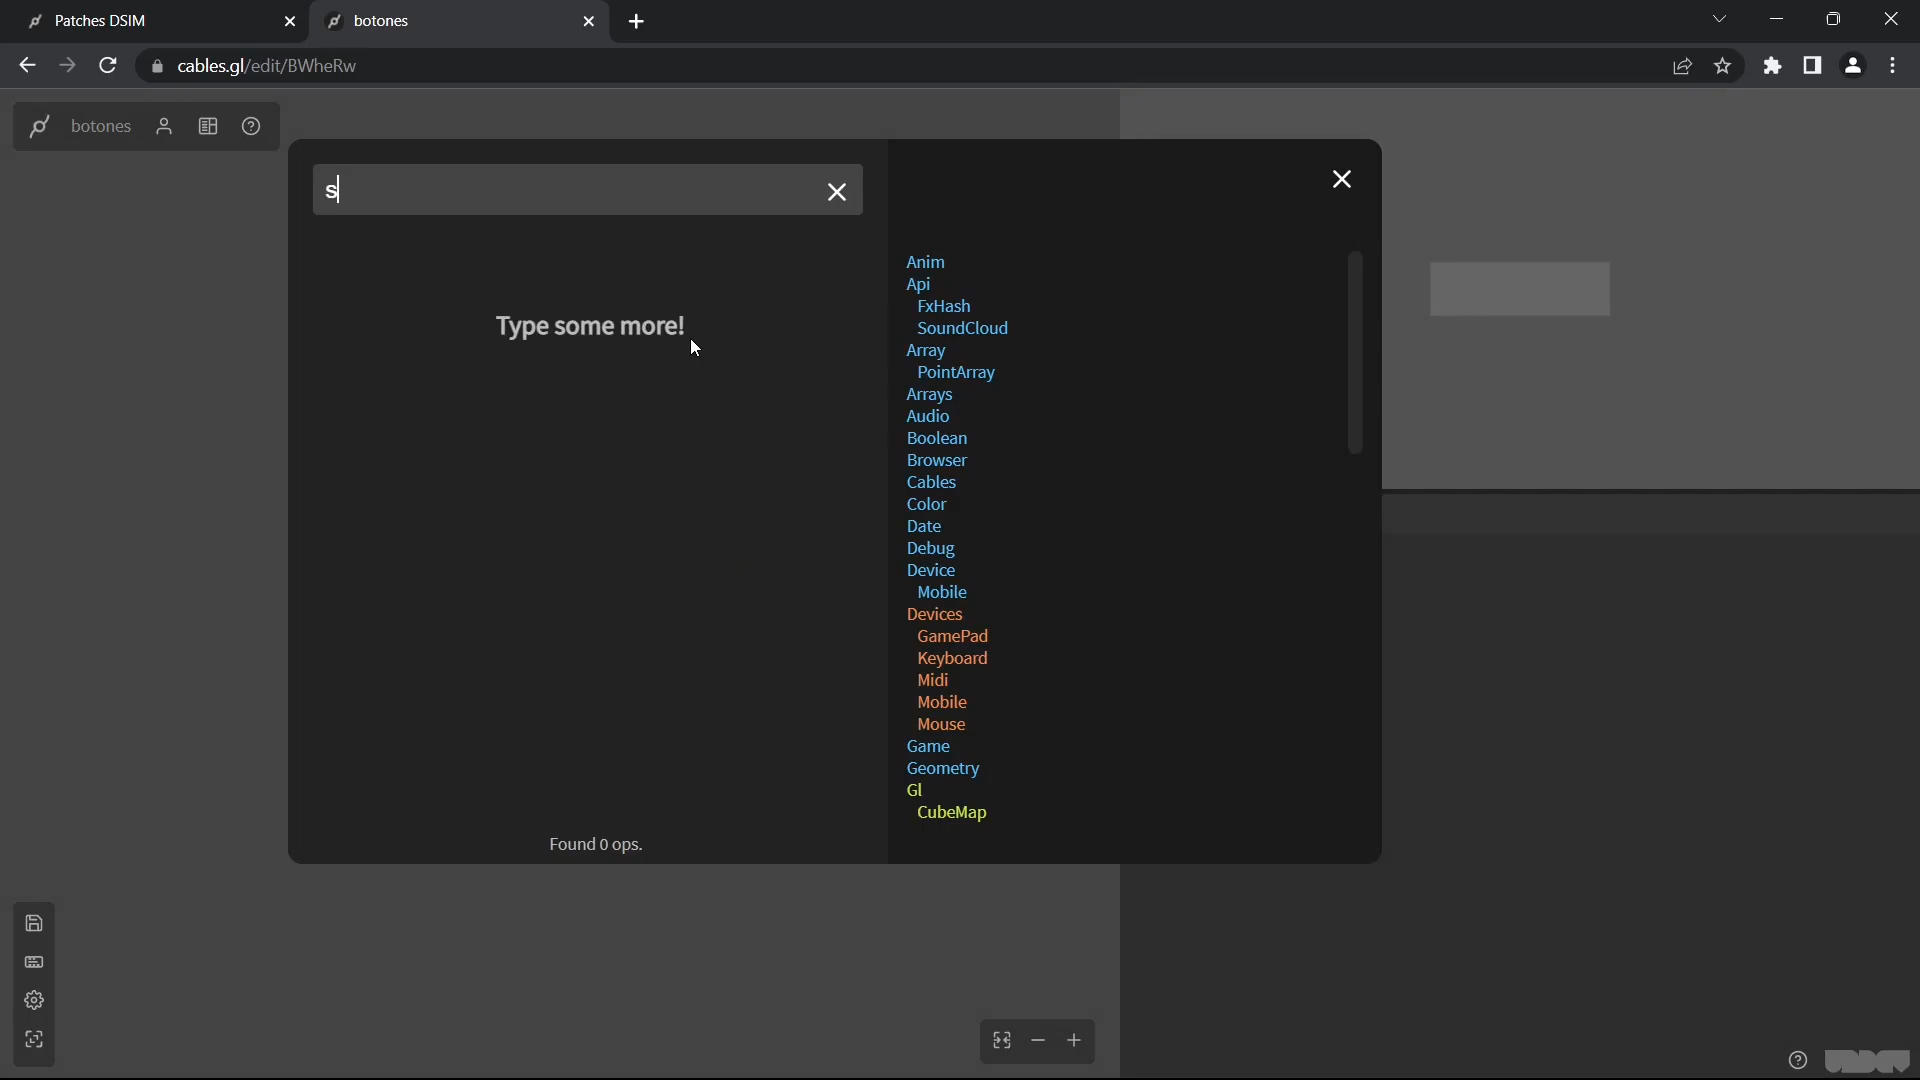 Patches DSIM
botones
cables.gl/edit/BWheRw
botones
s
Type some more!
Found 0 ops.
Anim
Api
FxHash
SoundCloud
Array
PointArray
Arrays
Audio
Boolean
Browser
Cables
Color
Date
Debug
Device
Mobile
Devices
GamePad
Keyboard
Midi
Mobile
Mouse
Game
Geometry
Gl
CubeMap